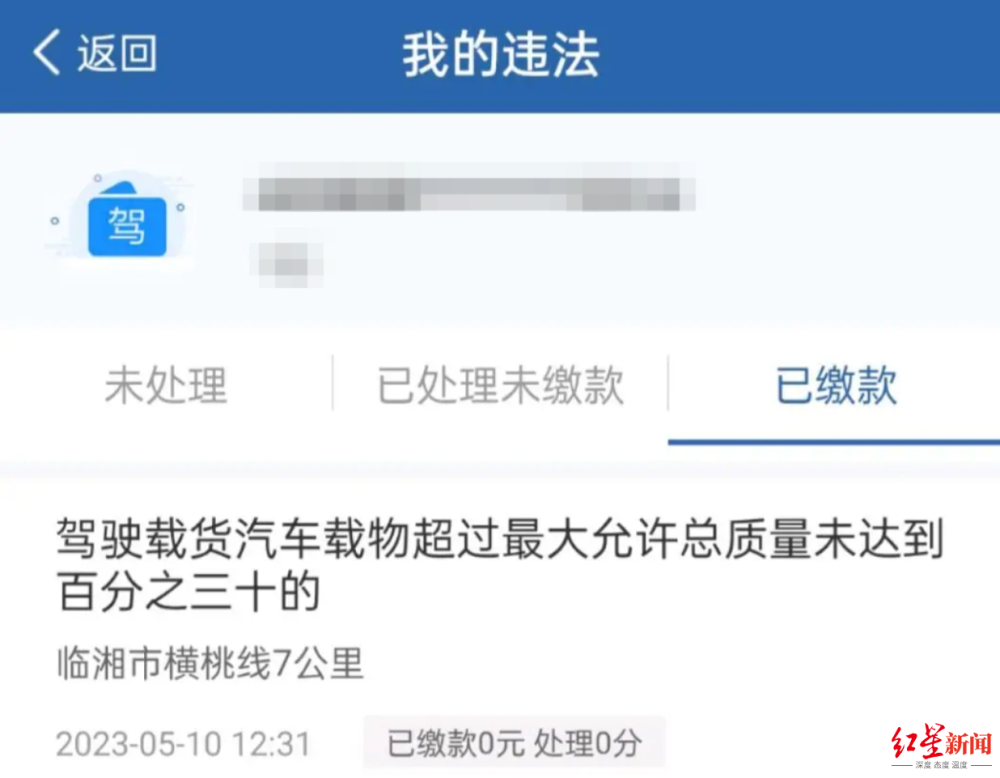 返回
我的违法
驾
未处理
已处理未缴款
已缴款
驾驶载货汽车载物超过最大允许总质量未达到
百分之三十的
临湘市横桃线7公里
2023-05-10 12:31
已缴款0元 处理0分
红星新闻
深度 态度 温度